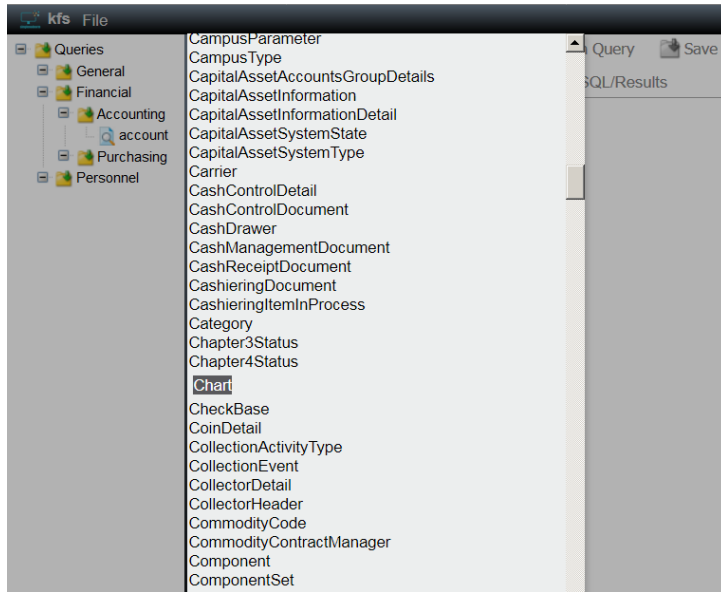 kfs File
Queries
General
Financial
Accounting
account
Purchasing
Personnel
CampusParameter
CampusType
CapitalAssetAccountsGroupDetails
CapitalAssetInformation
CapitalAssetInformationDetail
CapitalAssetSystemState
CapitalAssetSystemType
Carrier
CashControlDetail
CashControlDocument
CashDrawer
CashManagementDocument
CashReceiptDocument
CashieringDocument
CashieringItemInProcess
Category
Chapter3Status
Chapter4Status
Chart
CheckBase
CoinDetail
CollectionActivityType
CollectionEvent
CollectorDetail
CollectorHeader
CommodityCode
CommodityContractManager
Component
ComponentSet
Query Save
SQL/Results